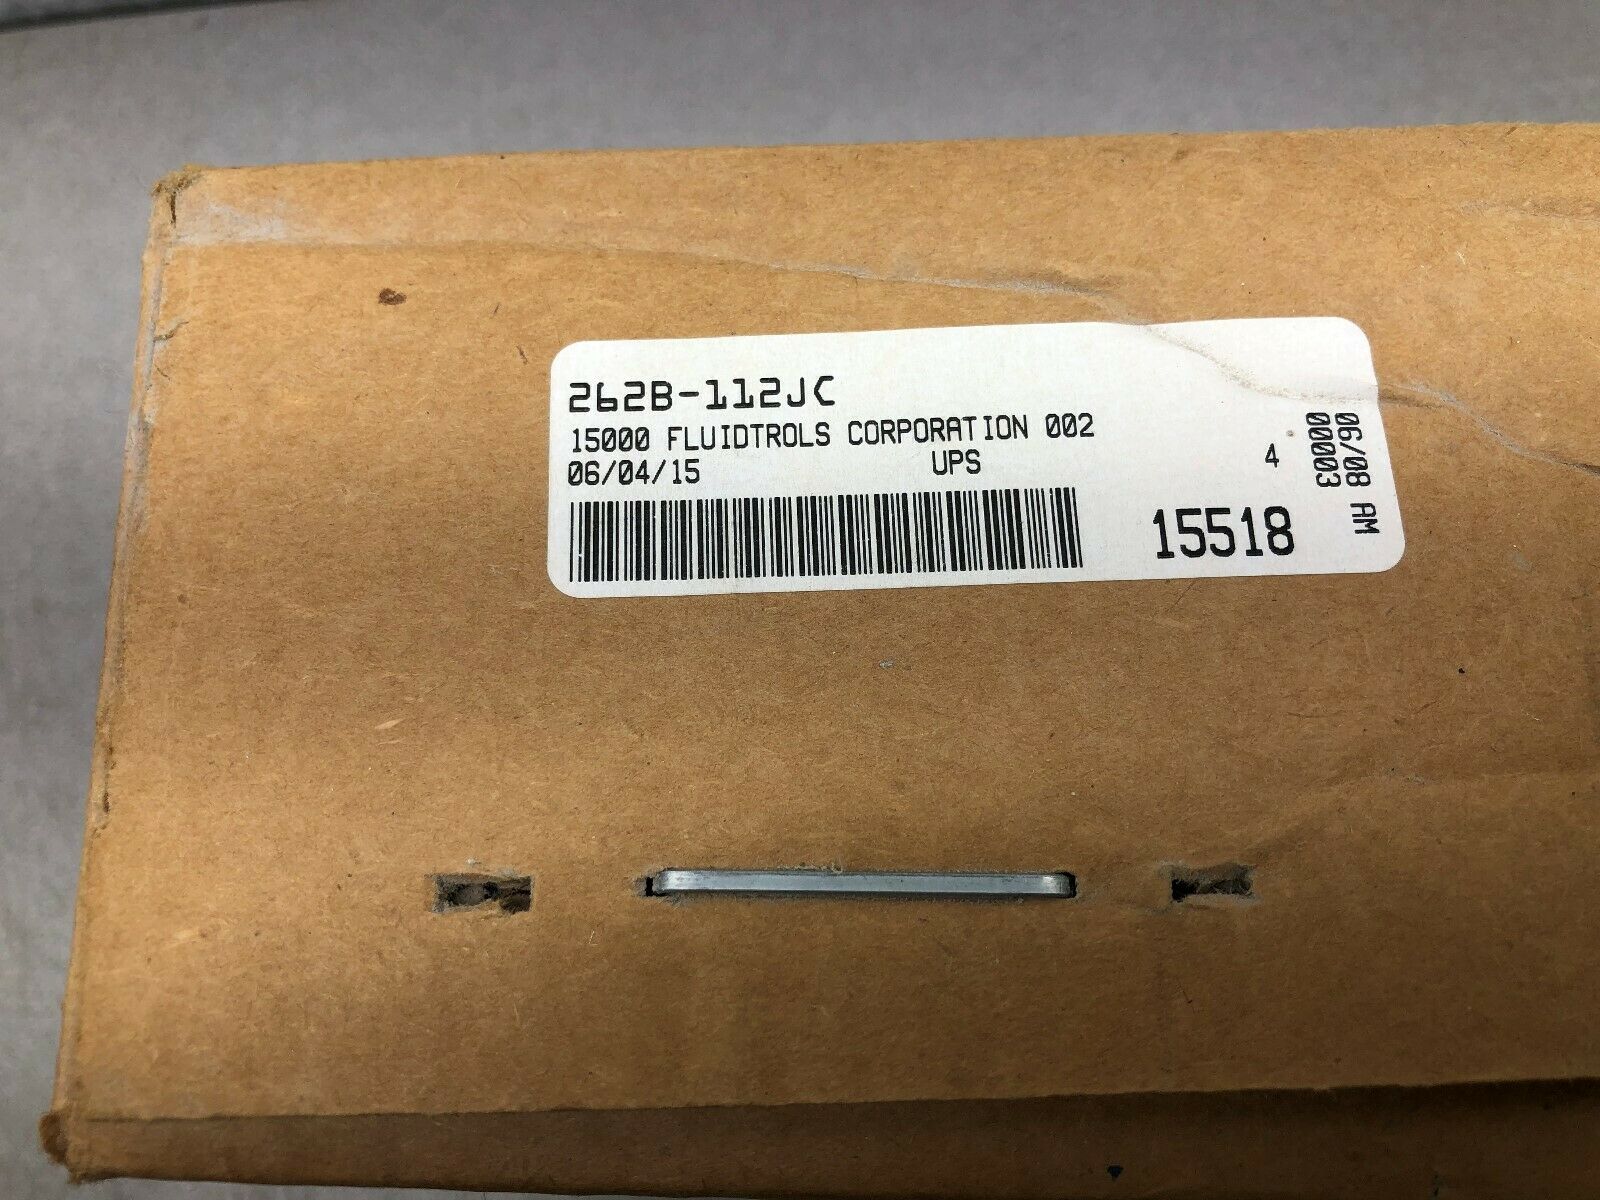 262B-112JC
15000 FLUIDTROLS CORPORATION 002
06/04/15 UPS 4
15518
06/08 AM
00003